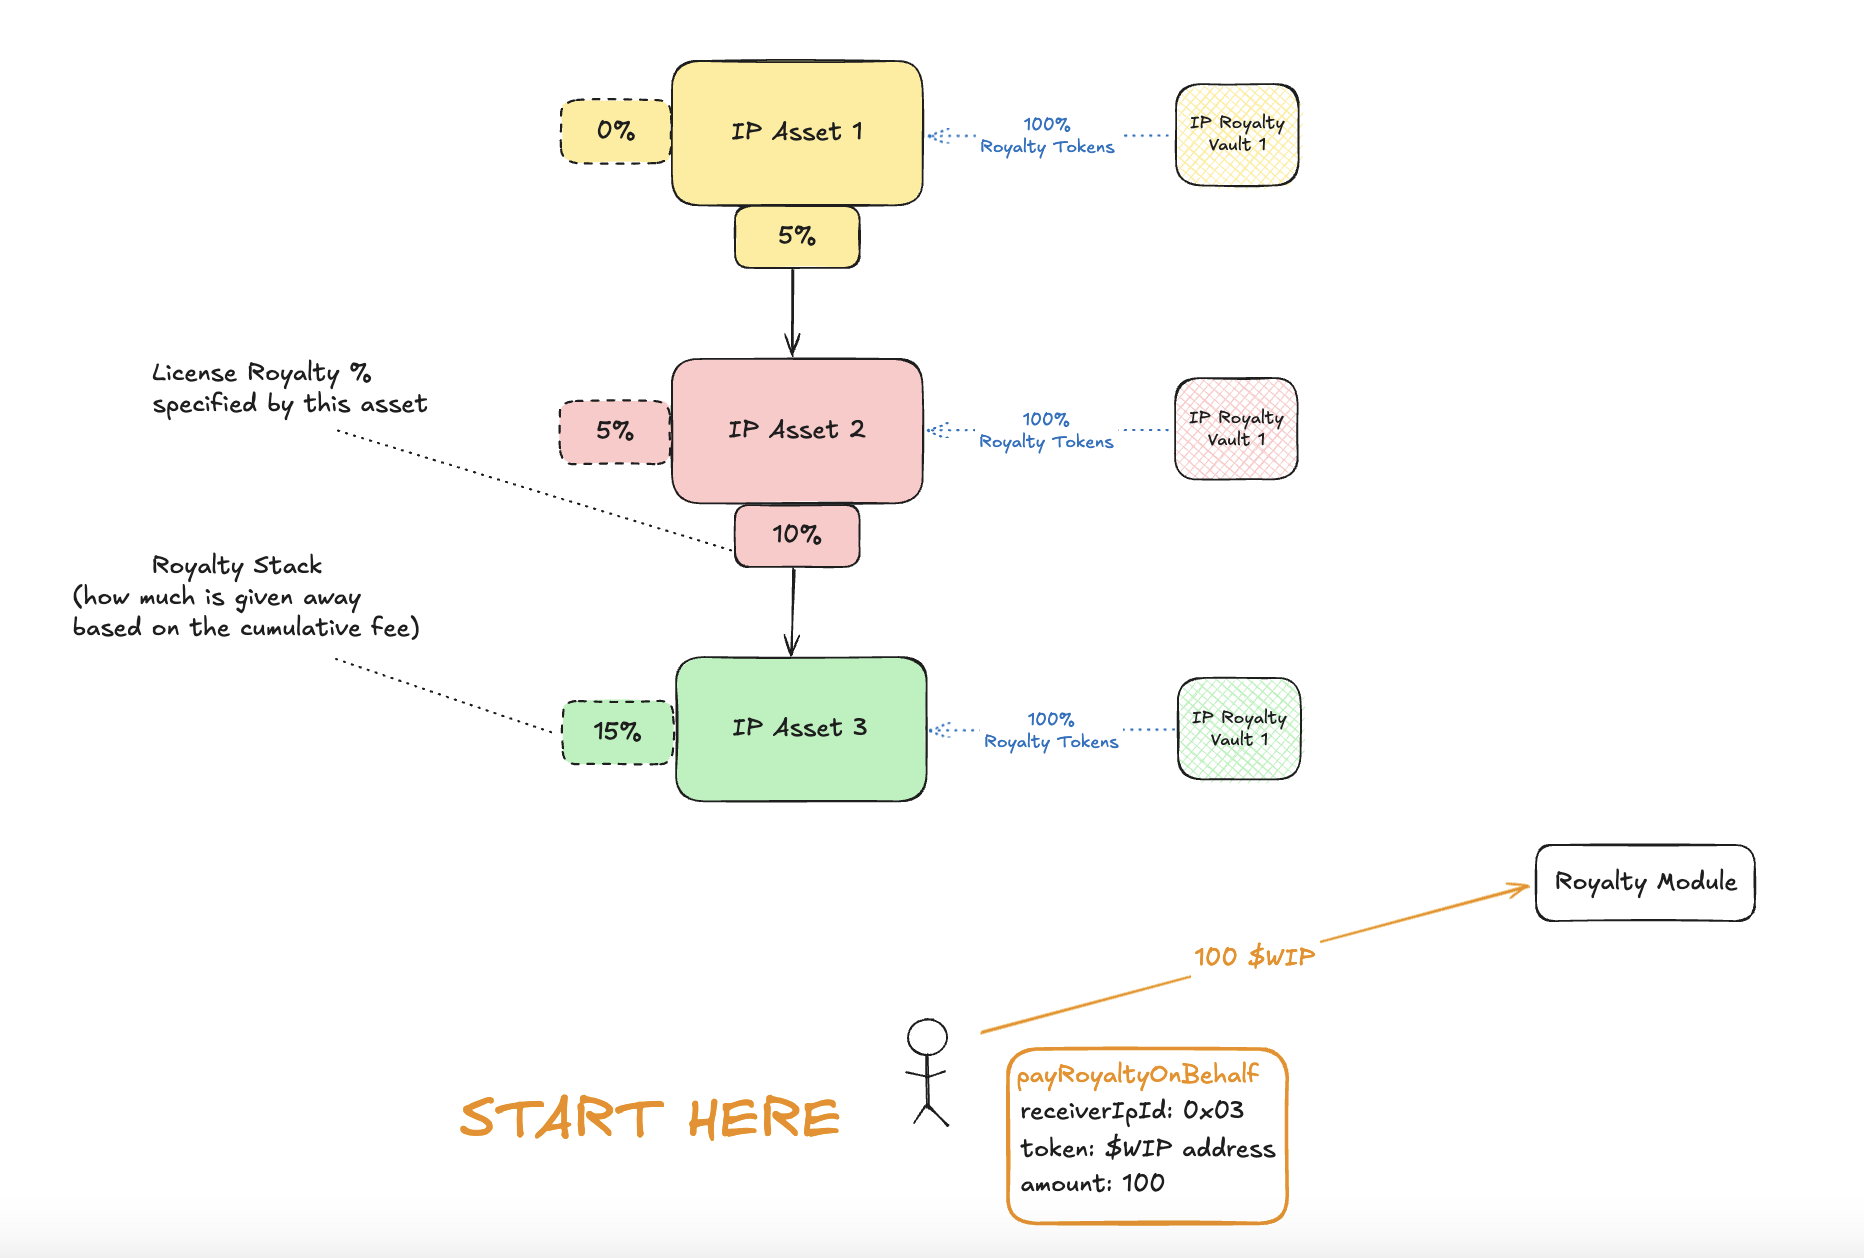 0%
IP Asset 1
100%
Royalty Tokens
IP Royalty
Vault 1
5%
License Royalty %
specified by this asset
5%
IP Asset 2
100%
Royalty Tokens
IP Royalty
Vault 1
10%
Royalty Stack
(how much is given away
based on the cumulative fee)
15%
IP Asset 3
100%
Royalty Tokens
IP Royalty
Vault 1
Royalty Module
100 $WIP
START HERE
payRoyaltyOnBehalf
receiverIpId: 0x03
token: $WIP address
amount: 100